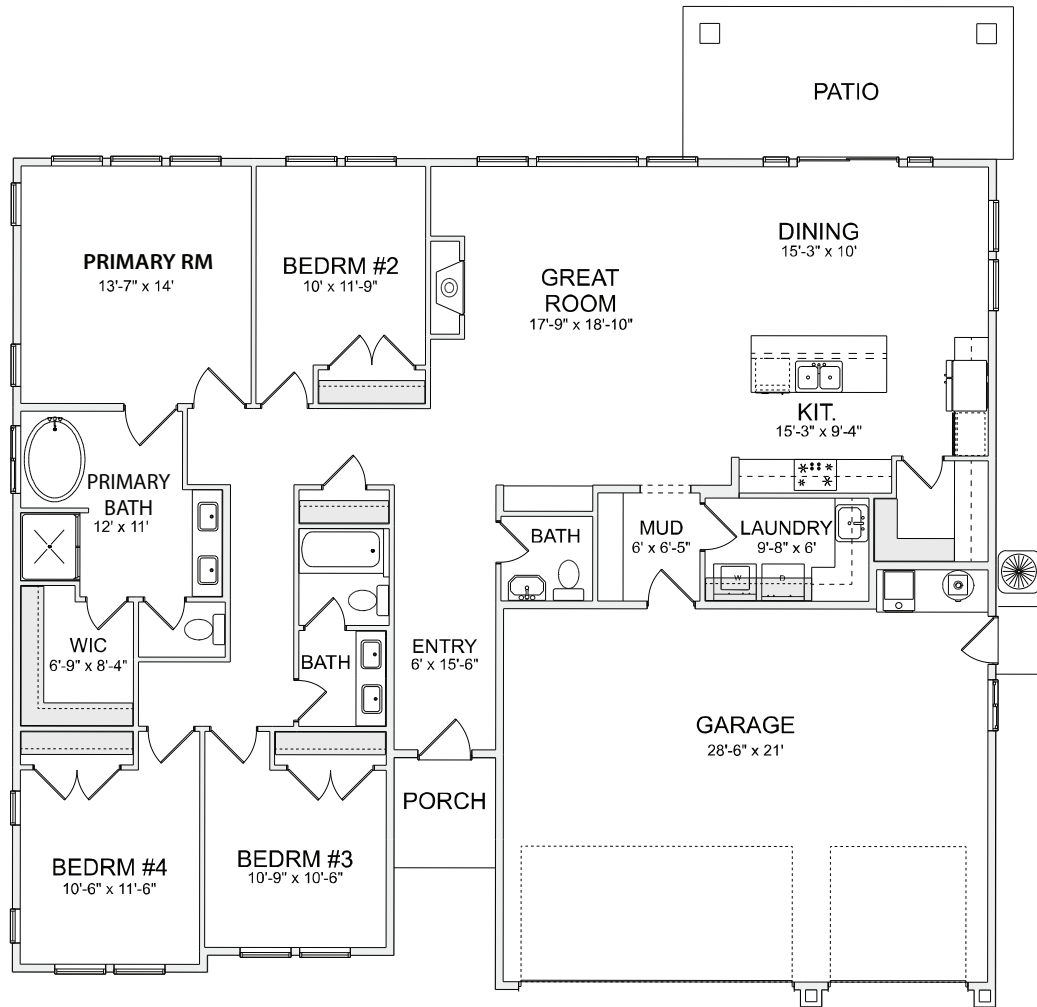 PATIO
PRIMARY RM
13'-7" x 14'
BEDRM #2
10' x 11'-9"
GREAT
ROOM
17'-9" x 18'-10"
DINING
15'-3" x 10'
KIT.
15'-3" x 9'-4"
PRIMARY
BATH
12' x 11'
BATH
MUD
6' x 6'-5"
LAUNDRY
9'-8" x 6'
W
D
WIC
6'-9" x 8'-4"
BATH
ENTRY
6' x 15'-6"
GARAGE
28'-6" x 21'
PORCH
BEDRM #4
10'-6" x 11'-6"
BEDRM #3
10'-9" x 10'-6"